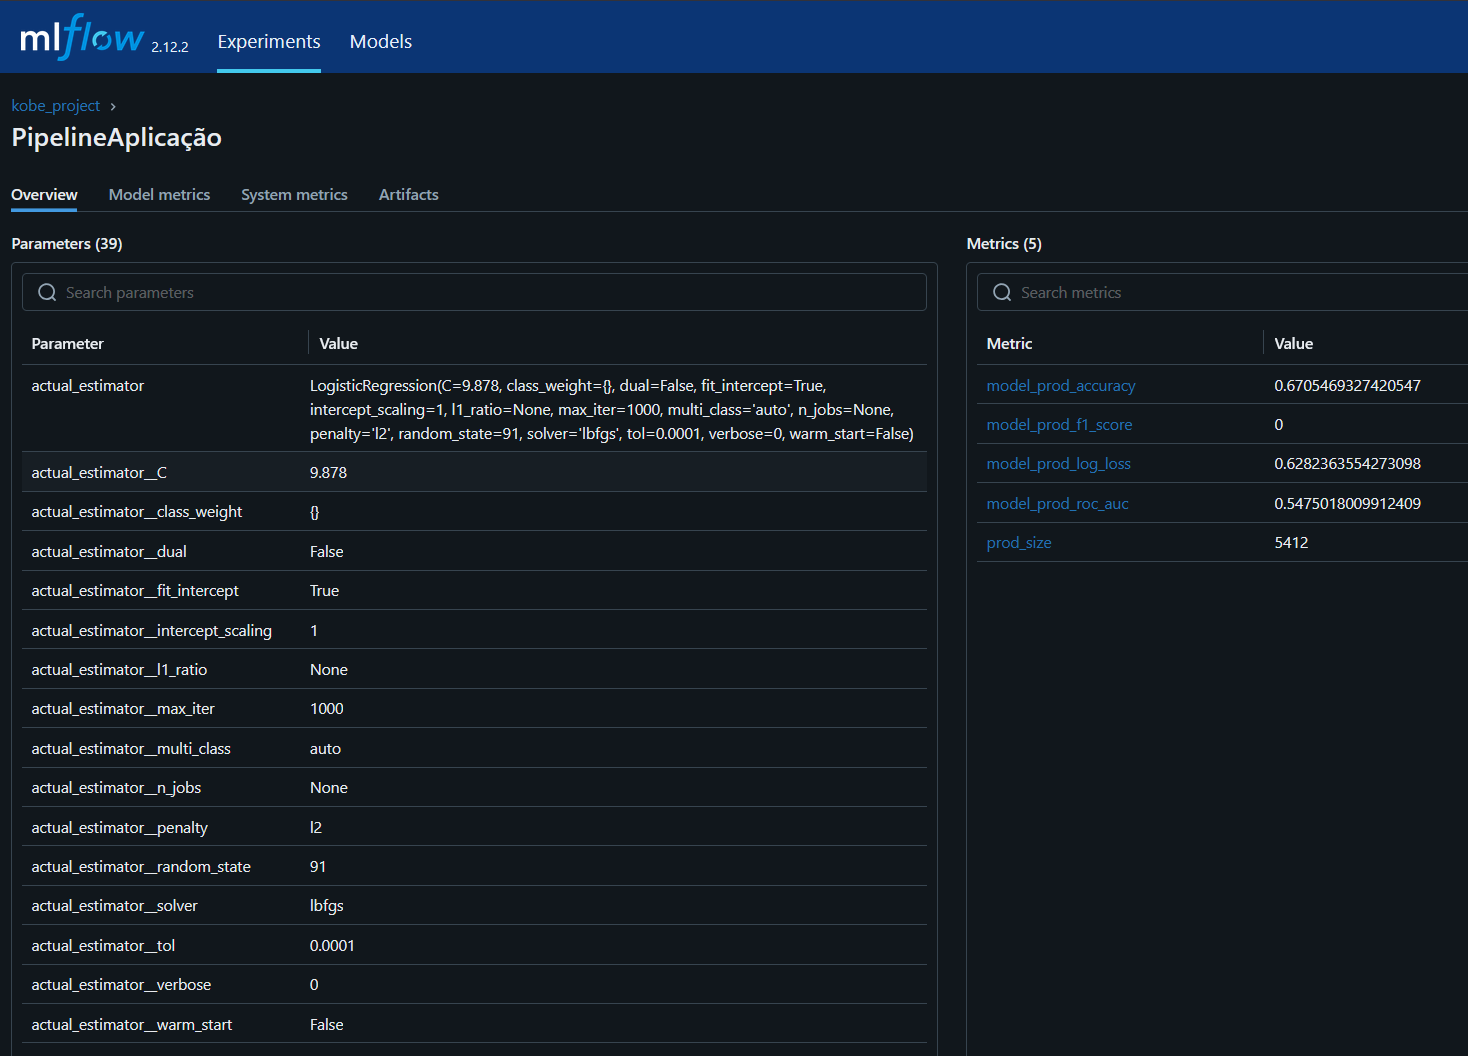 mlflow 2.12.2 Experiments Models
kobe_project ›
PipelineAplicação
Overview Model metrics System metrics Artifacts
Parameters (39)
Search parameters
Parameter Value
actual_estimator LogisticRegression(C=9.878, class_weight={}, dual=False, fit_intercept=True,
intercept_scaling=1, l1_ratio=None, max_iter=1000, multi_class='auto', n_jobs=None,
penalty='l2', random_state=91, solver='lbfgs', tol=0.0001, verbose=0, warm_start=False)
actual_estimator__C 9.878
actual_estimator__class_weight {}
actual_estimator__dual False
actual_estimator__fit_intercept True
actual_estimator__intercept_scaling 1
actual_estimator__l1_ratio None
actual_estimator__max_iter 1000
actual_estimator__multi_class auto
actual_estimator__n_jobs None
actual_estimator__penalty l2
actual_estimator__random_state 91
actual_estimator__solver lbfgs
actual_estimator__tol 0.0001
actual_estimator__verbose 0
actual_estimator__warm_start False
Metrics (5)
Search metrics
Metric Value
model_prod_accuracy 0.6705469327420547
model_prod_f1_score 0
model_prod_log_loss 0.6282363554273098
model_prod_roc_auc 0.5475018009912409
prod_size 5412